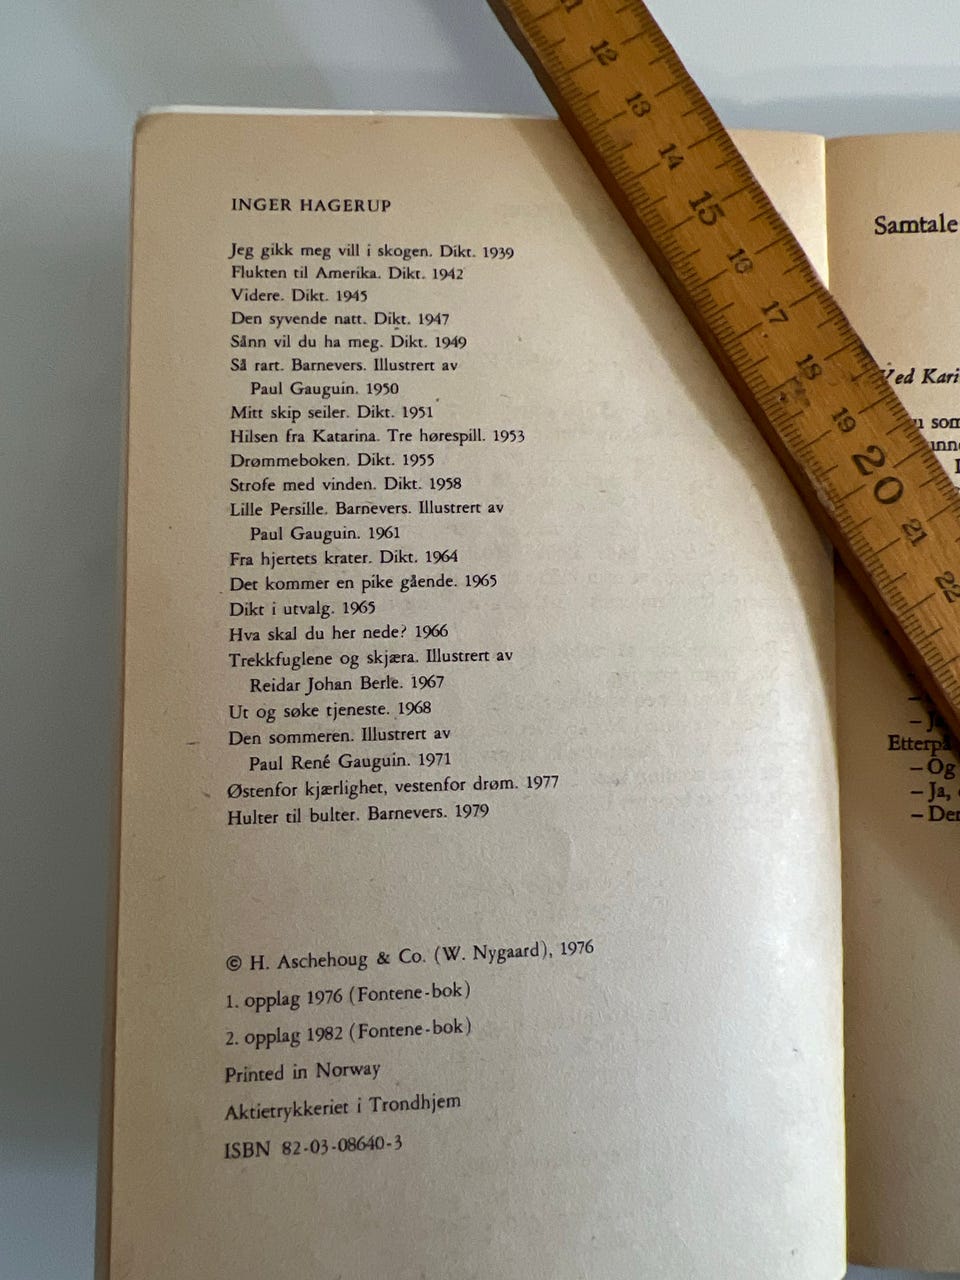 INGER HAGERUP
Jeg gikk meg vill i skogen. Dikt. 1939
Flukten til Amerika. Dikt. 1942
Videre. Dikt. 1945
Den syvende natt. Dikt. 1947
Sånn vil du ha meg. Dikt. 1949
Så rart. Barnevers. Illustrert av
Paul Gauguin. 1950
Mitt skip seiler. Dikt. 1951
Hilsen fra Katarina. Tre hørespill. 1953
Drømmeboken. Dikt. 1955
Strofe med vinden. Dikt. 1958
Lille Persille. Barnevers. Illustrert av
Paul Gauguin. 1961
Fra hjertets krater. Dikt. 1964
Det kommer en pike gående. 1965
Dikt i utvalg. 1965
Hva skal du her nede? 1966
Trekkfuglene og skjæra. Illustrert av
Reidar Johan Berle. 1967
Ut og søke tjeneste. 1968
Den sommeren. Illustrert av
Paul René Gauguin. 1971
Østenfor kjærlighet, vestenfor drøm. 1977
Hulter til bulter. Barnevers. 1979
© H. Aschehoug & Co. (W. Nygaard), 1976
1. opplag 1976 (Fontene-bok)
2. opplag 1982 (Fontene-bok)
Printed in Norway
Aktietrykkeriet i Trondhjem
ISBN 82-03-08640-3
11
12
13
14
15
16
17
18
19
20
21
22
Samtale
Ved Kari
som
– Og
– Ja,